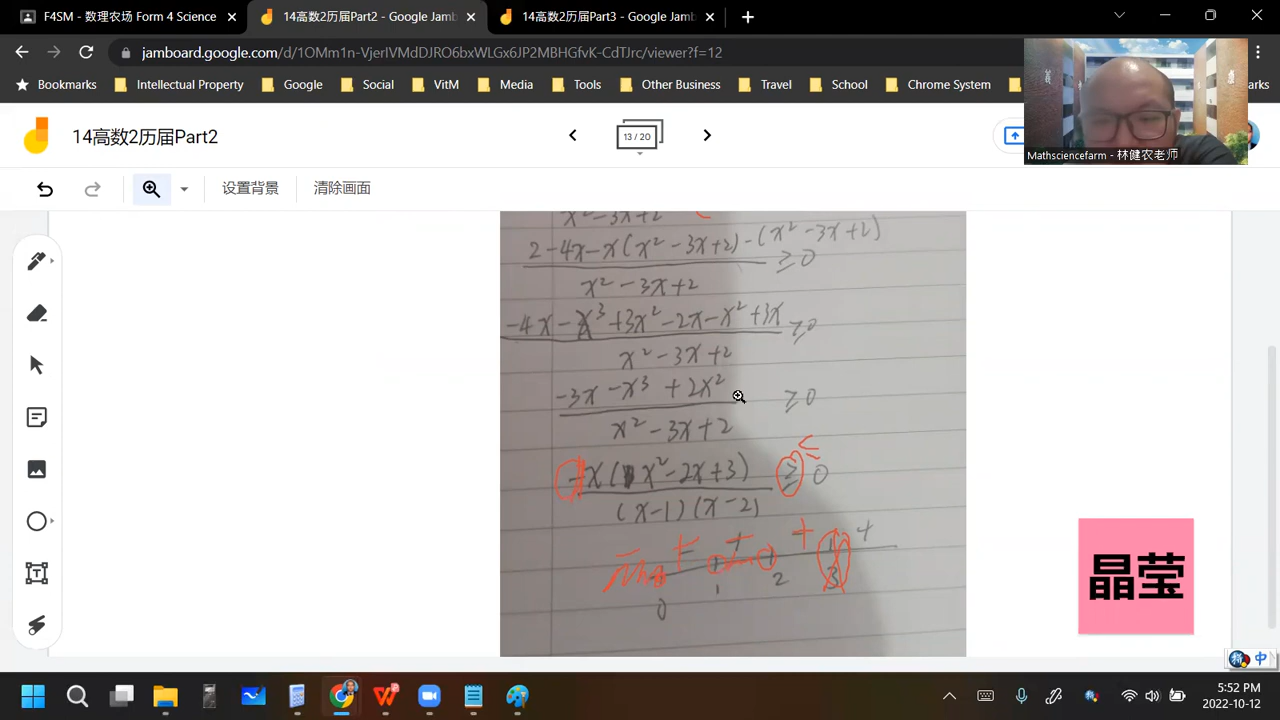 F4SM - 数理农场 Form 4 Science
14高数2历届Part2 - Google Jamb
14高数2历届Part3 - Google Jamb
jamboard.google.com
viewer?f=12
Bookmarks
Intellectual Property
Social
VitM
Tools
Other Business
Travel
School
Chrome System
14高数2历届Part2
13 / 20
Mathsciencefarm - 林健农老师
设置背景
清除画面
x² - 3x + 2
2 - 4x - x(x² - 3x + 2) - (x² - 3x + 2)
≥ 0
x² - 3x + 2
-4x - x³ + 3x² - 2x - x² + 3x
≥ 0
x² - 3x + 2
-3x - x³ + 2x²
≥ 0
x² - 3x + 2
≤
-x( x² - 2x + 3)
≥ 0
(x-1)(x-2)
- + - + +
0 1 2 3
晶莹
中
5:52 PM
2022-10-12